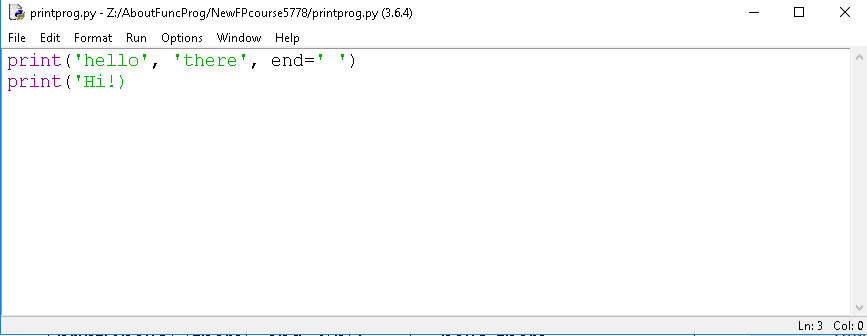 printprog.py - Z:/AboutFuncProg/NewFPcourse5778/printprog.py (3.6.4)
File Edit Format Run Options Window Help
print('hello', 'there', end=' ')
print('Hi!)
Ln: 3 Col: 0